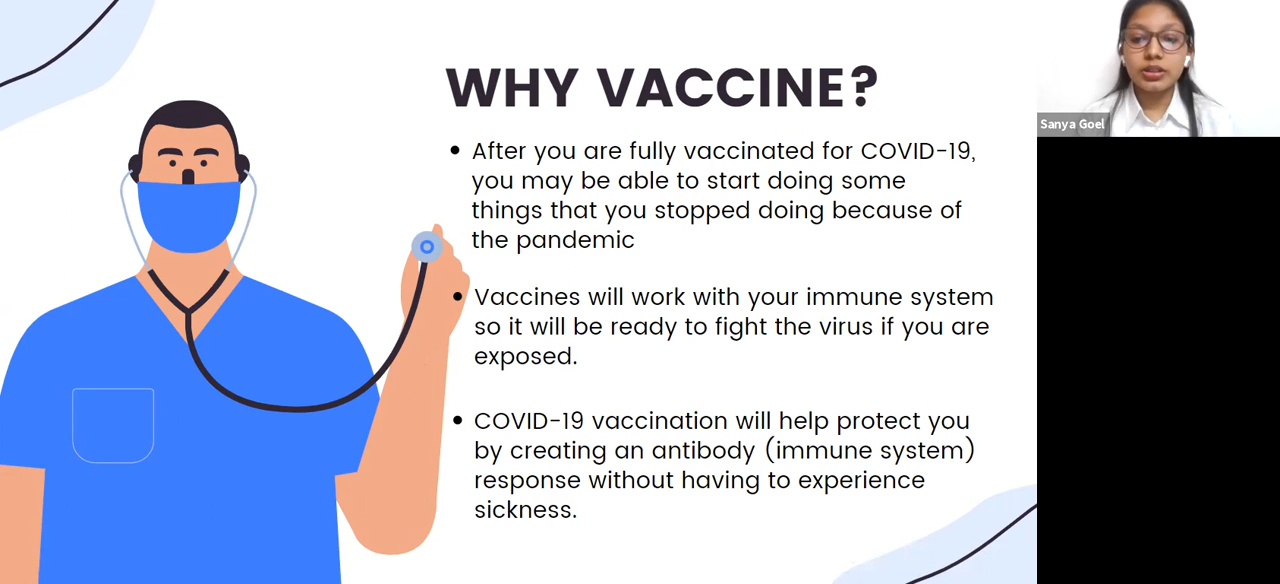 WHY VACCINE?
Sanya Goel
• After you are fully vaccinated for COVID-19,
you may be able to start doing some
things that you stopped doing because of
the pandemic
• Vaccines will work with your immune system
so it will be ready to fight the virus if you are
exposed.
• COVID-19 vaccination will help protect you
by creating an antibody (immune system)
response without having to experience
sickness.